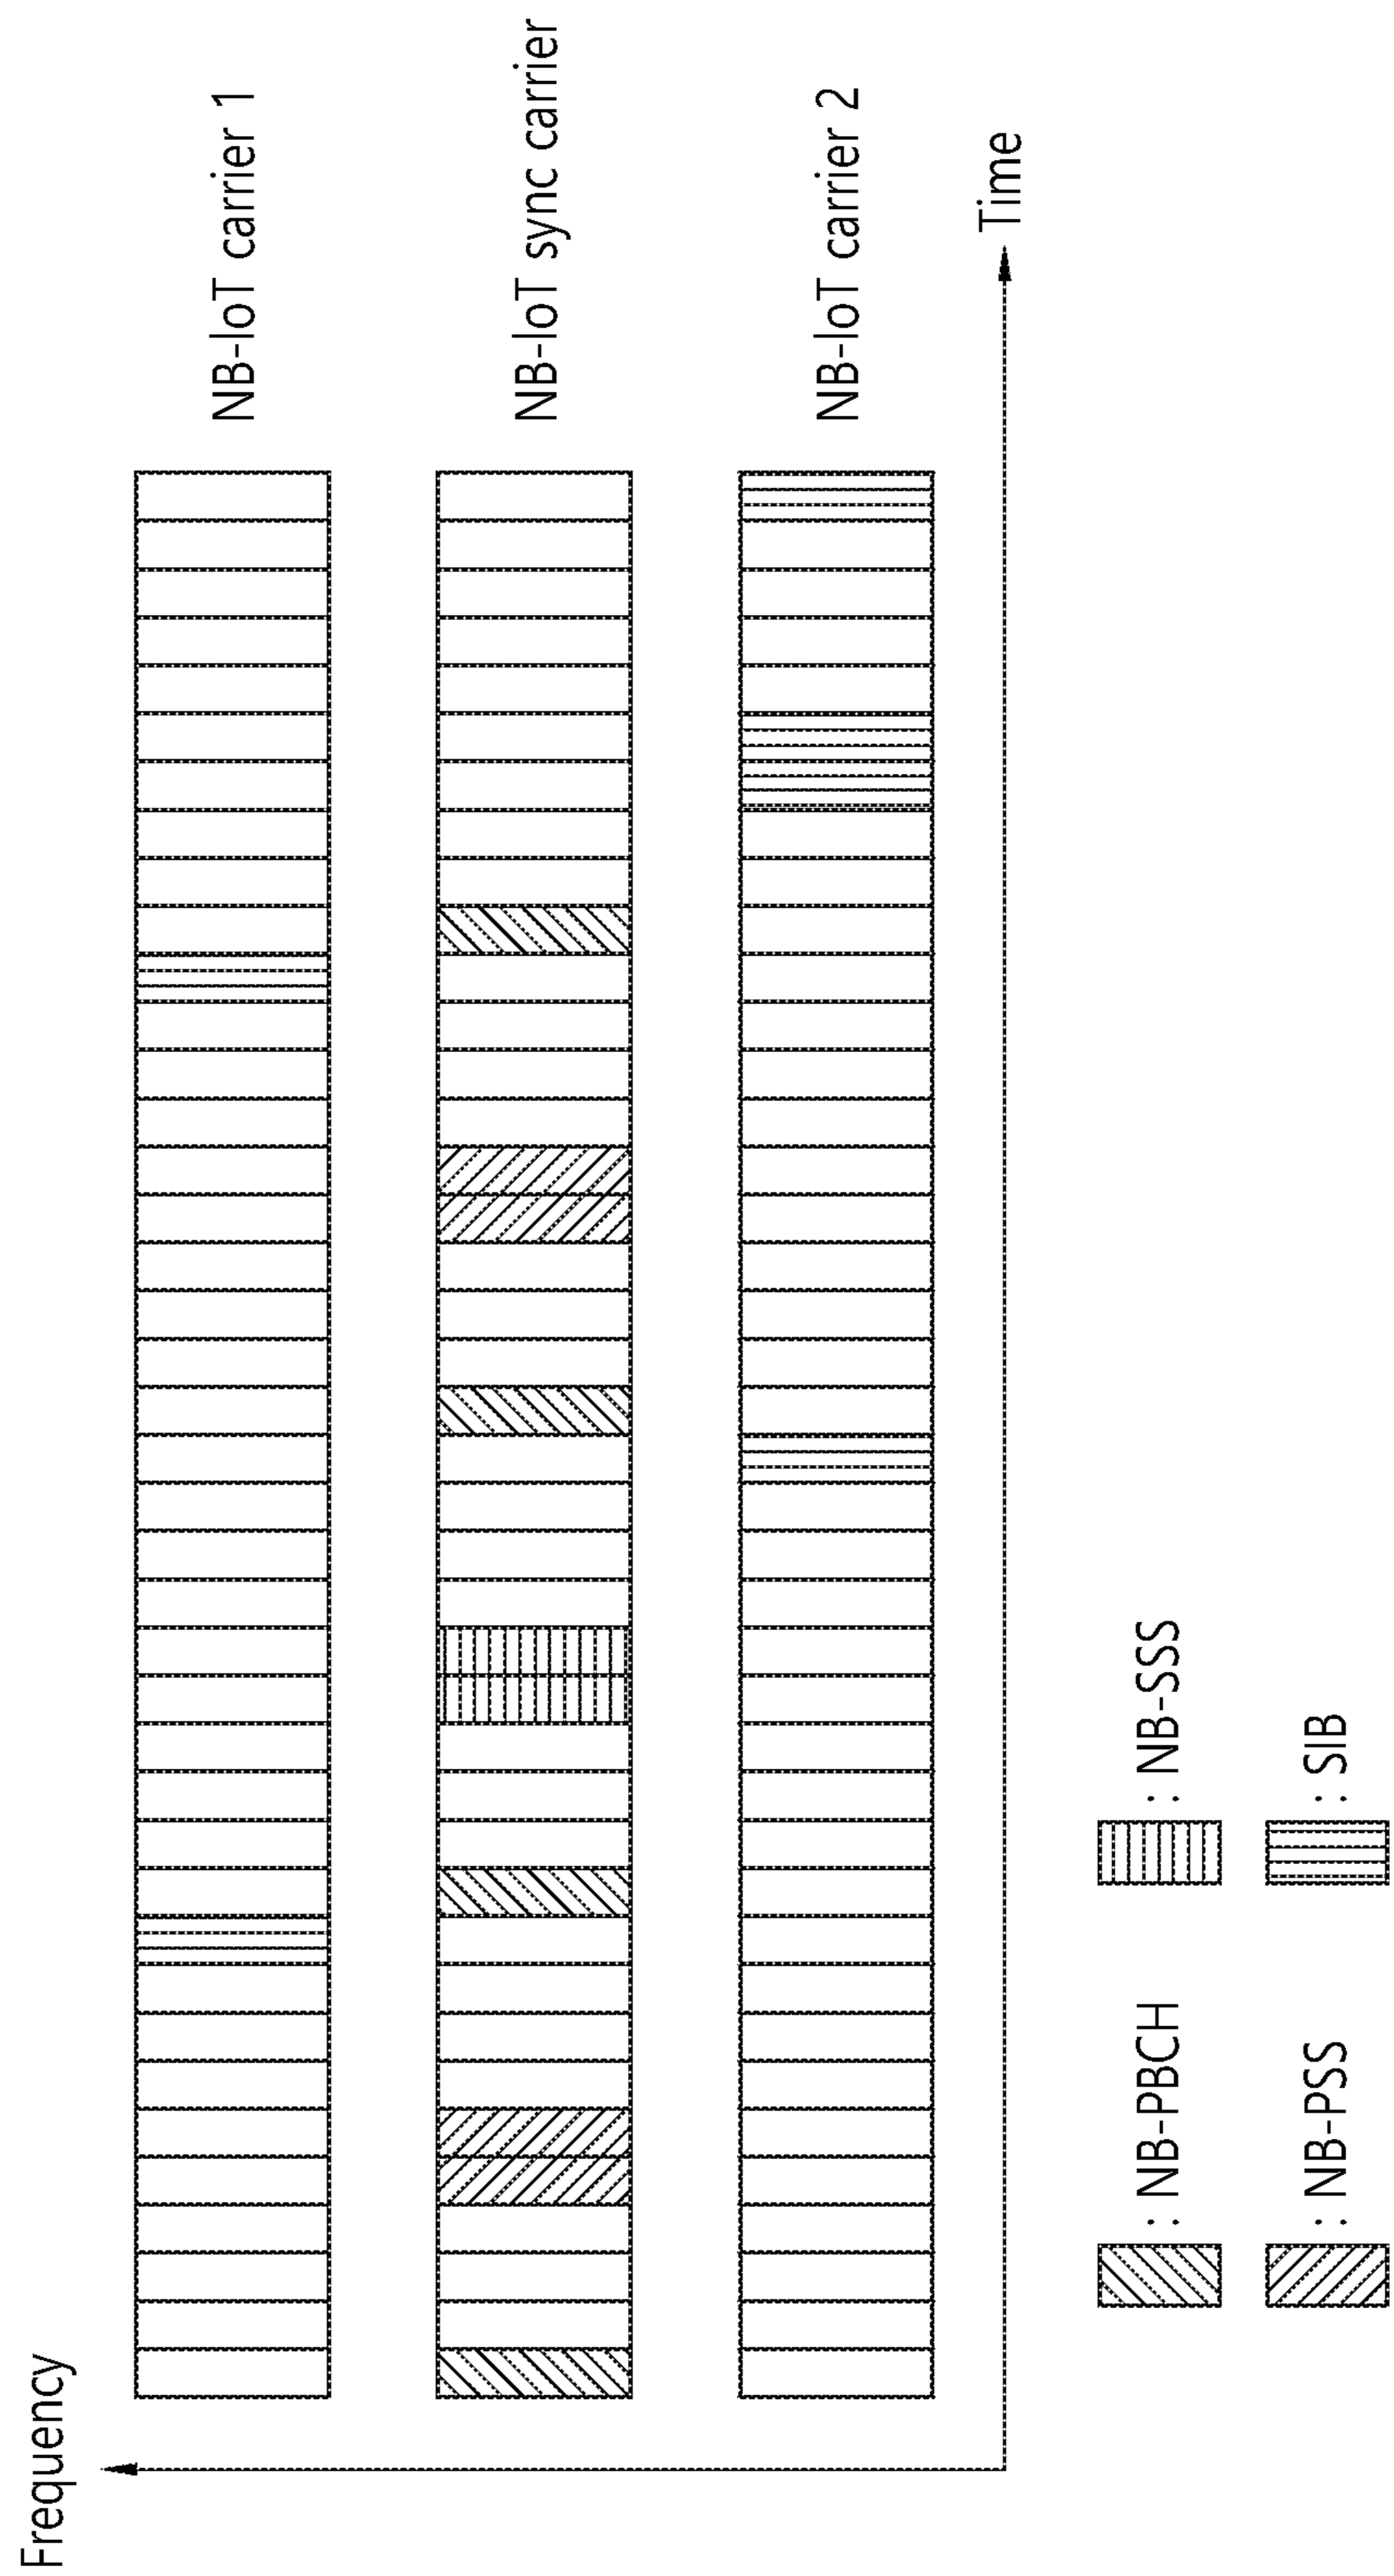 Frequency
NB-IoT carrier 1
NB-IoT sync carrier
NB-IoT carrier 2
Time
: NB-PBCH
: NB-SSS
: NB-PSS
: SIB